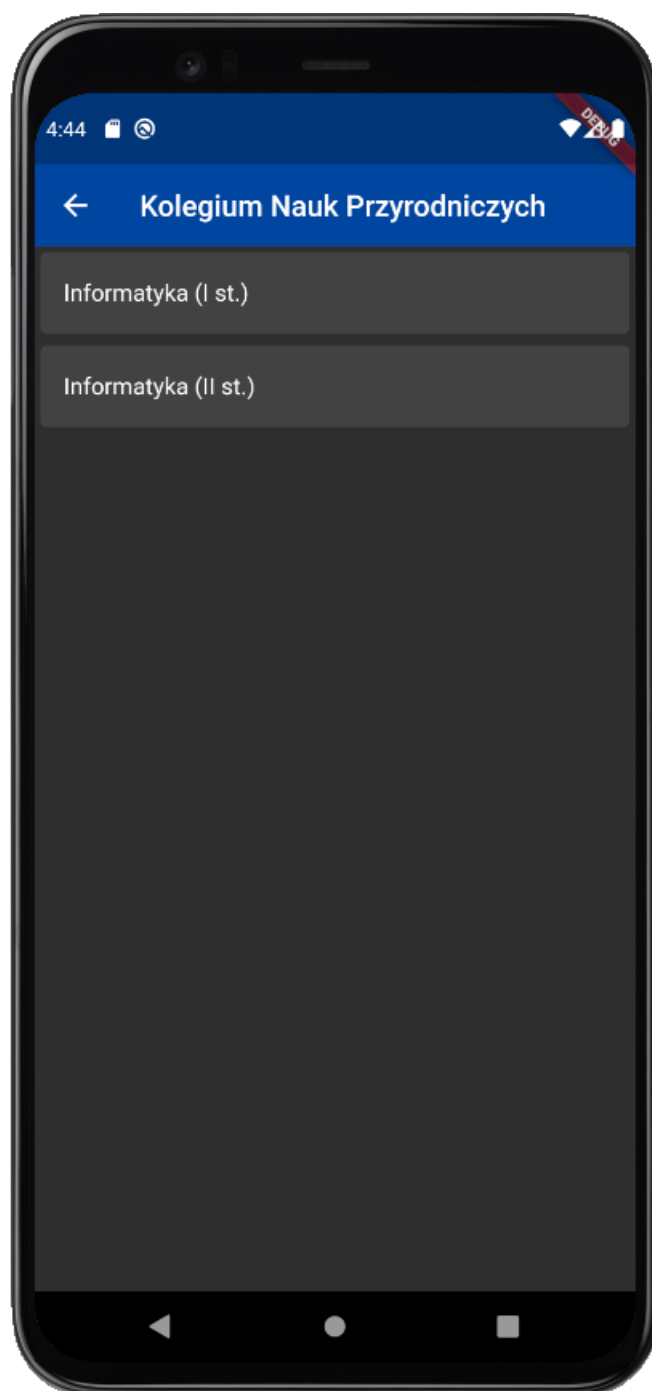 4:44
DEBUG
Kolegium Nauk Przyrodniczych
Informatyka (I st.)
Informatyka (II st.)